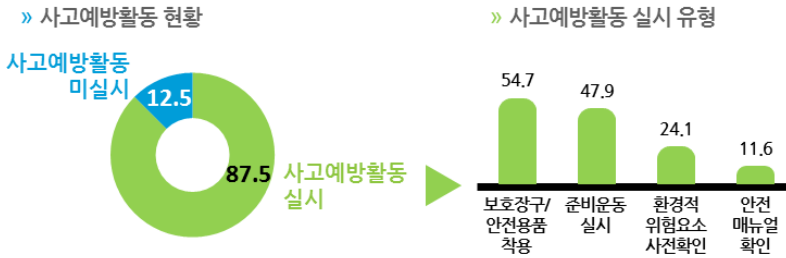 » 사고예방활동 현황
사고예방활동
미실시
12.5
87.5
사고예방활동
실시
» 사고예방활동 실시 유형
54.7
47.9
24.1
11.6
보호장구/
안전용품
착용
준비운동
실시
환경적
위험요소
사전확인
안전
매뉴얼
확인